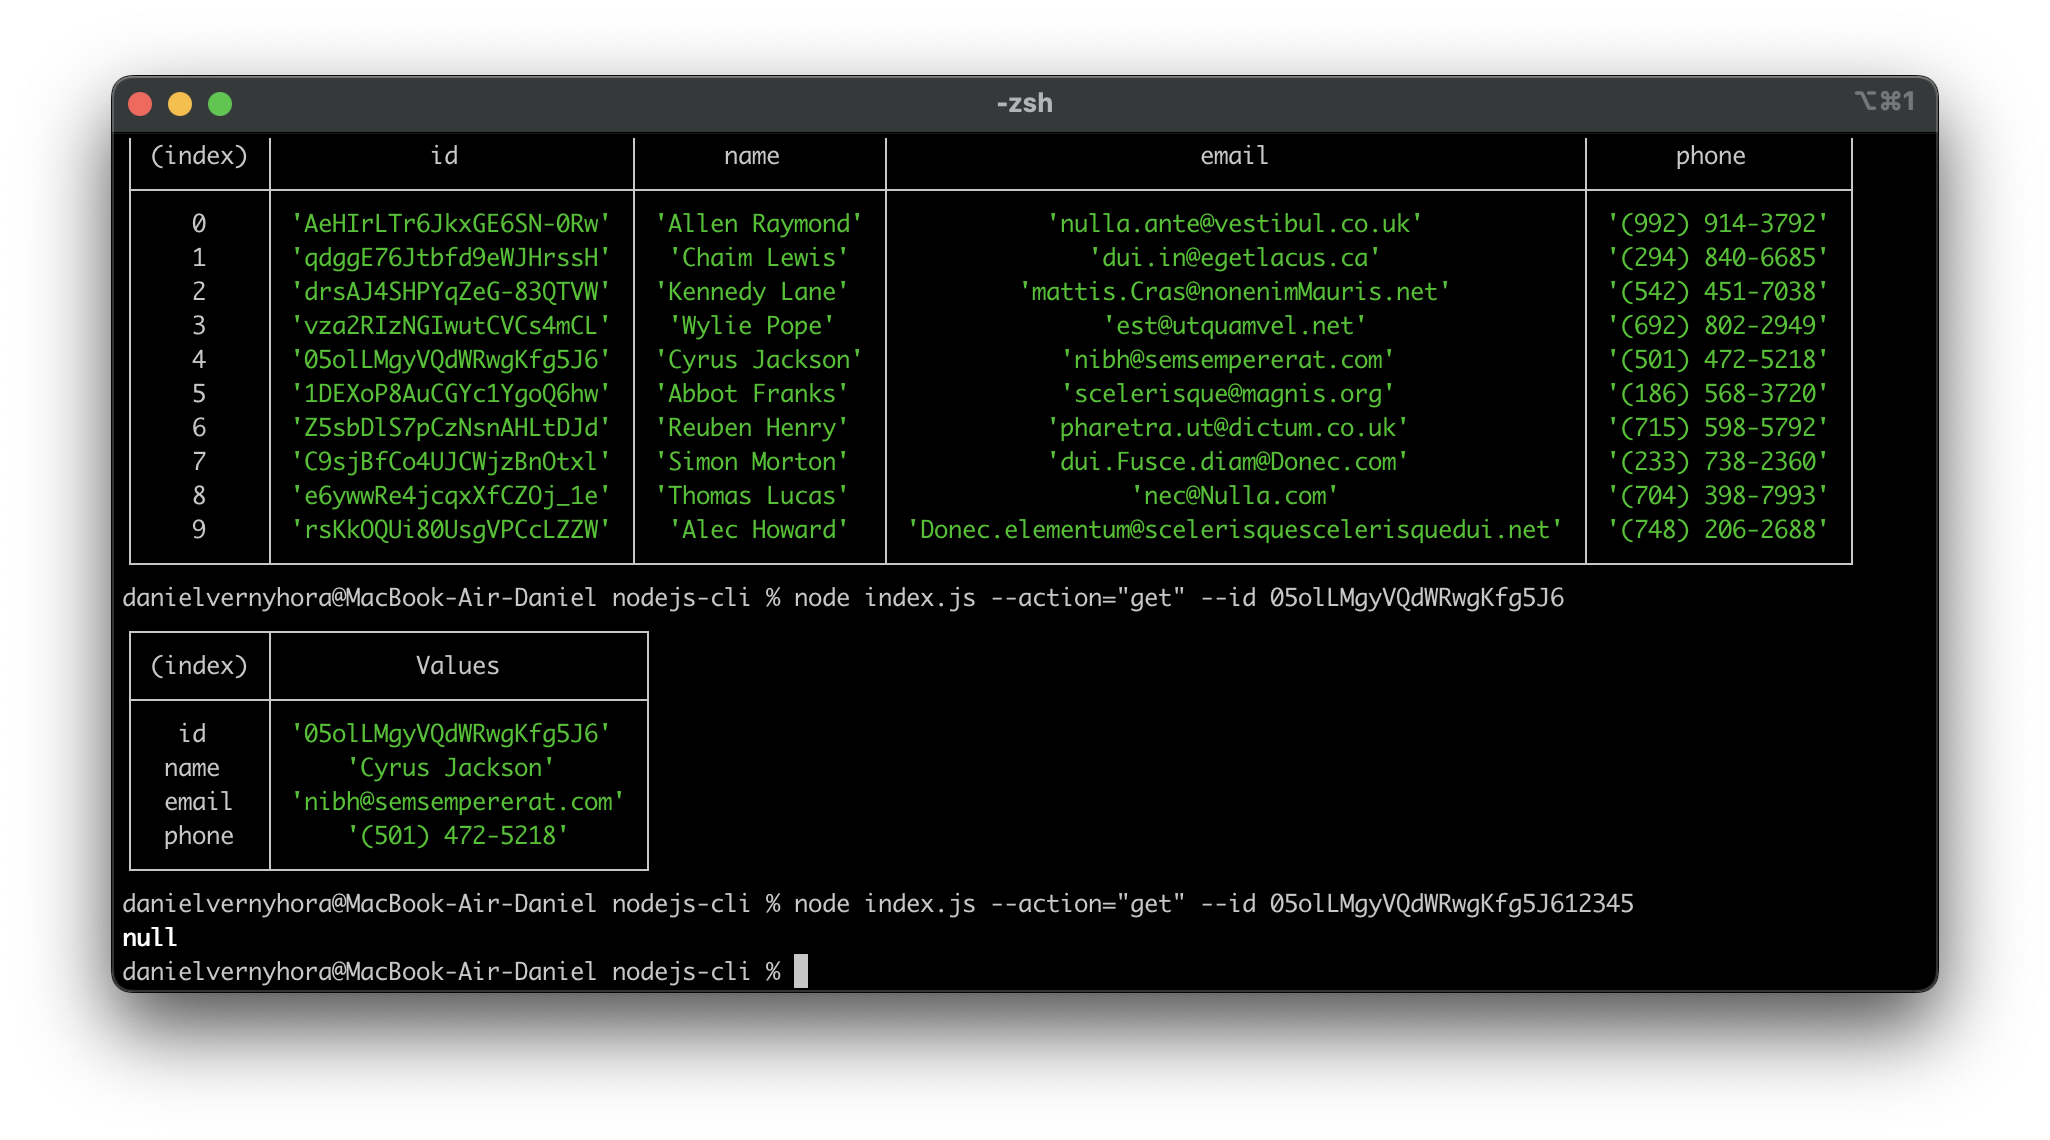 -zsh
⌥⌘1
(index) id name email phone
0 'AeHIrLTr6JkxGE6SN-0Rw' 'Allen Raymond' 'nulla.ante@vestibul.co.uk' '(992) 914-3792'
1 'qdggE76Jtbfd9eWJHrssH' 'Chaim Lewis' 'dui.in@egetlacus.ca' '(294) 840-6685'
2 'drsAJ4SHPYqZeG-83QTVW' 'Kennedy Lane' 'mattis.Cras@nonenimMauris.net' '(542) 451-7038'
3 'vza2RIzNGIwutCVCs4mCL' 'Wylie Pope' 'est@utquamvel.net' '(692) 802-2949'
4 '05olLMgyVQdWRwgKfg5J6' 'Cyrus Jackson' 'nibh@semsempererat.com' '(501) 472-5218'
5 '1DEXoP8AuCGYc1YgoQ6hw' 'Abbot Franks' 'scelerisque@magnis.org' '(186) 568-3720'
6 'Z5sbDlS7pCzNsnAHLtDJd' 'Reuben Henry' 'pharetra.ut@dictum.co.uk' '(715) 598-5792'
7 'C9sjBfCo4UJCWjzBnOtxl' 'Simon Morton' 'dui.Fusce.diam@Donec.com' '(233) 738-2360'
8 'e6ywwRe4jcqxXfCZOj_1e' 'Thomas Lucas' 'nec@Nulla.com' '(704) 398-7993'
9 'rsKkOQUi80UsgVPCcLZZW' 'Alec Howard' 'Donec.elementum@scelerisquescelerisquedui.net' '(748) 206-2688'
danielvernyhora@MacBook-Air-Daniel nodejs-cli % node index.js --action="get" --id 05olLMgyVQdWRwgKfg5J6
(index) Values
id '05olLMgyVQdWRwgKfg5J6'
name 'Cyrus Jackson'
email 'nibh@semsempererat.com'
phone '(501) 472-5218'
danielvernyhora@MacBook-Air-Daniel nodejs-cli % node index.js --action="get" --id 05olLMgyVQdWRwgKfg5J612345
null
danielvernyhora@MacBook-Air-Daniel nodejs-cli %